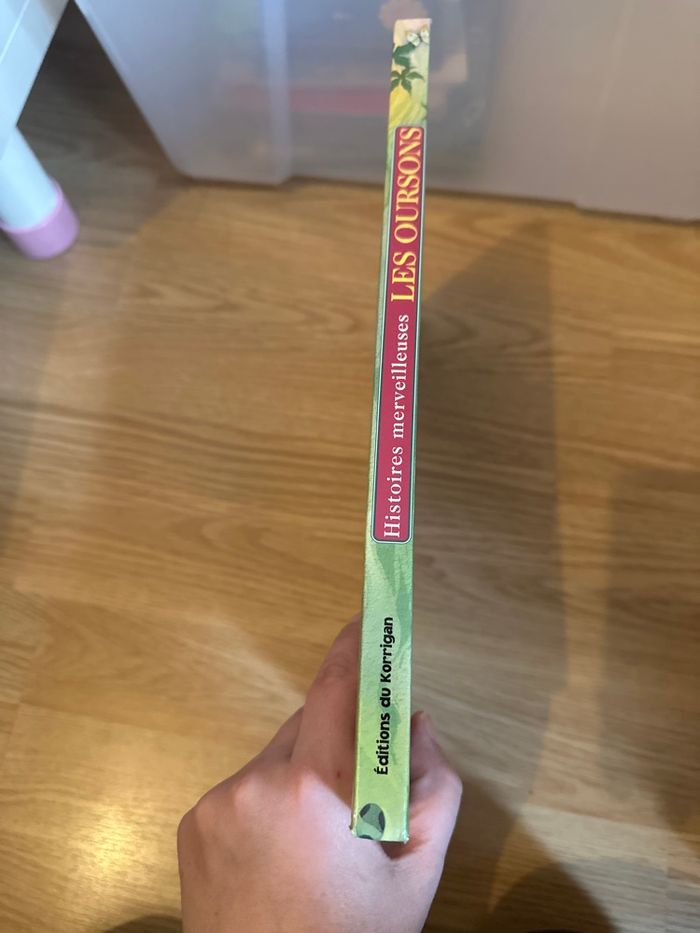 Histoires merveilleuses LES OURSONS
Éditions du Korrigan